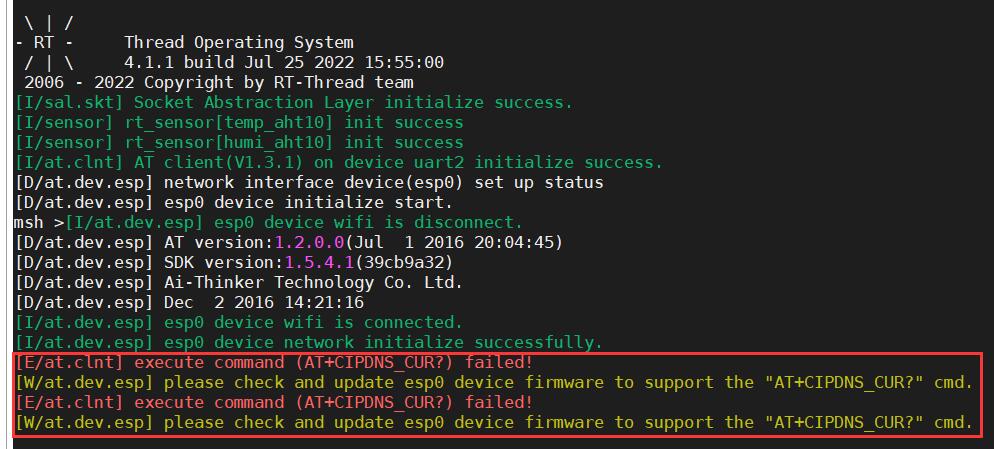 \ | /
- RT -     Thread Operating System
 / | \     4.1.1 build Jul 25 2022 15:55:00
 2006 - 2022 Copyright by RT-Thread team
[I/sal.skt] Socket Abstraction Layer initialize success.
[I/sensor] rt_sensor[temp_aht10] init success
[I/sensor] rt_sensor[humi_aht10] init success
[I/at.clnt] AT client(V1.3.1) on device uart2 initialize success.
[D/at.dev.esp] network interface device(esp0) set up status
[D/at.dev.esp] esp0 device initialize start.
msh >[I/at.dev.esp] esp0 device wifi is disconnect.
[D/at.dev.esp] AT version:1.2.0.0(Jul  1 2016 20:04:45)
[D/at.dev.esp] SDK version:1.5.4.1(39cb9a32)
[D/at.dev.esp] Ai-Thinker Technology Co. Ltd.
[D/at.dev.esp] Dec  2 2016 14:21:16
[I/at.dev.esp] esp0 device wifi is connected.
[I/at.dev.esp] esp0 device network initialize successfully.
[E/at.clnt] execute command (AT+CIPDNS_CUR?) failed!
[W/at.dev.esp] please check and update esp0 device firmware to support the "AT+CIPDNS_CUR?" cmd.
[E/at.clnt] execute command (AT+CIPDNS_CUR?) failed!
[W/at.dev.esp] please check and update esp0 device firmware to support the "AT+CIPDNS_CUR?" cmd.